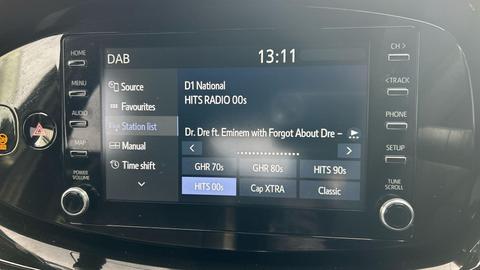 DAB
13:11
HOME
MENU
AUDIO
MAP
POWER
VOLUME
Source
Favourites
Station list
Manual
Time shift
D1 National
HITS RADIO 00s
Dr. Dre ft. Eminem with Forgot About Dre –
GHR 70s
GHR 80s
HITS 90s
HITS 00s
Cap XTRA
Classic
CH >
< TRACK
PHONE
SETUP
TUNE
SCROLL